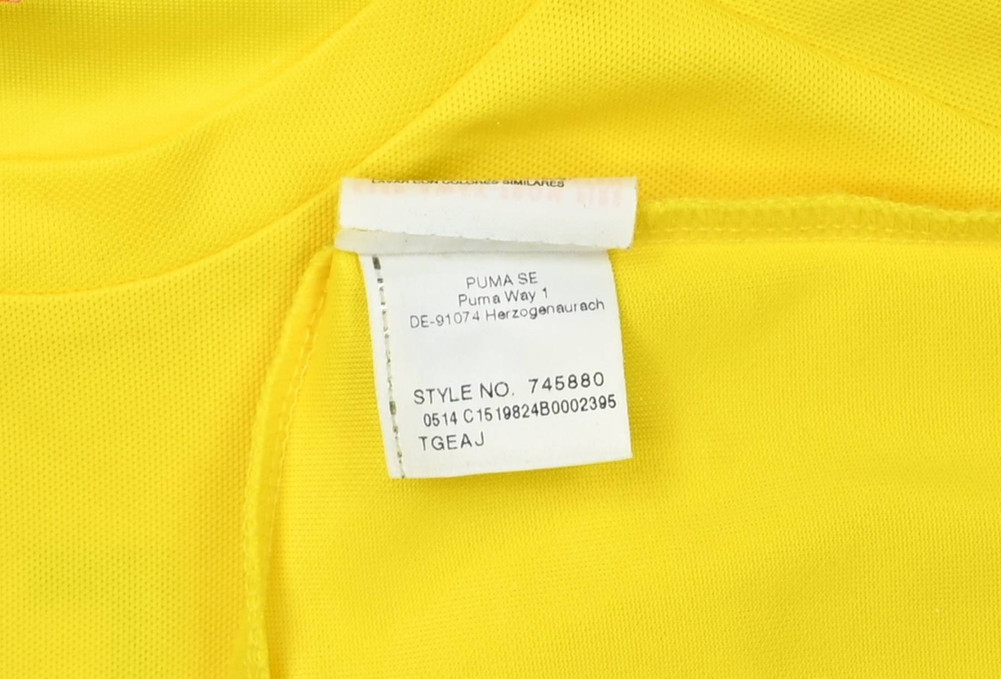 LAVAR CON COLORES SIMILARES
PUMA SE
Puma Way 1
DE-91074 Herzogenaurach
STYLE NO. 745880
0514 C1519824B0002395
TGEAJ